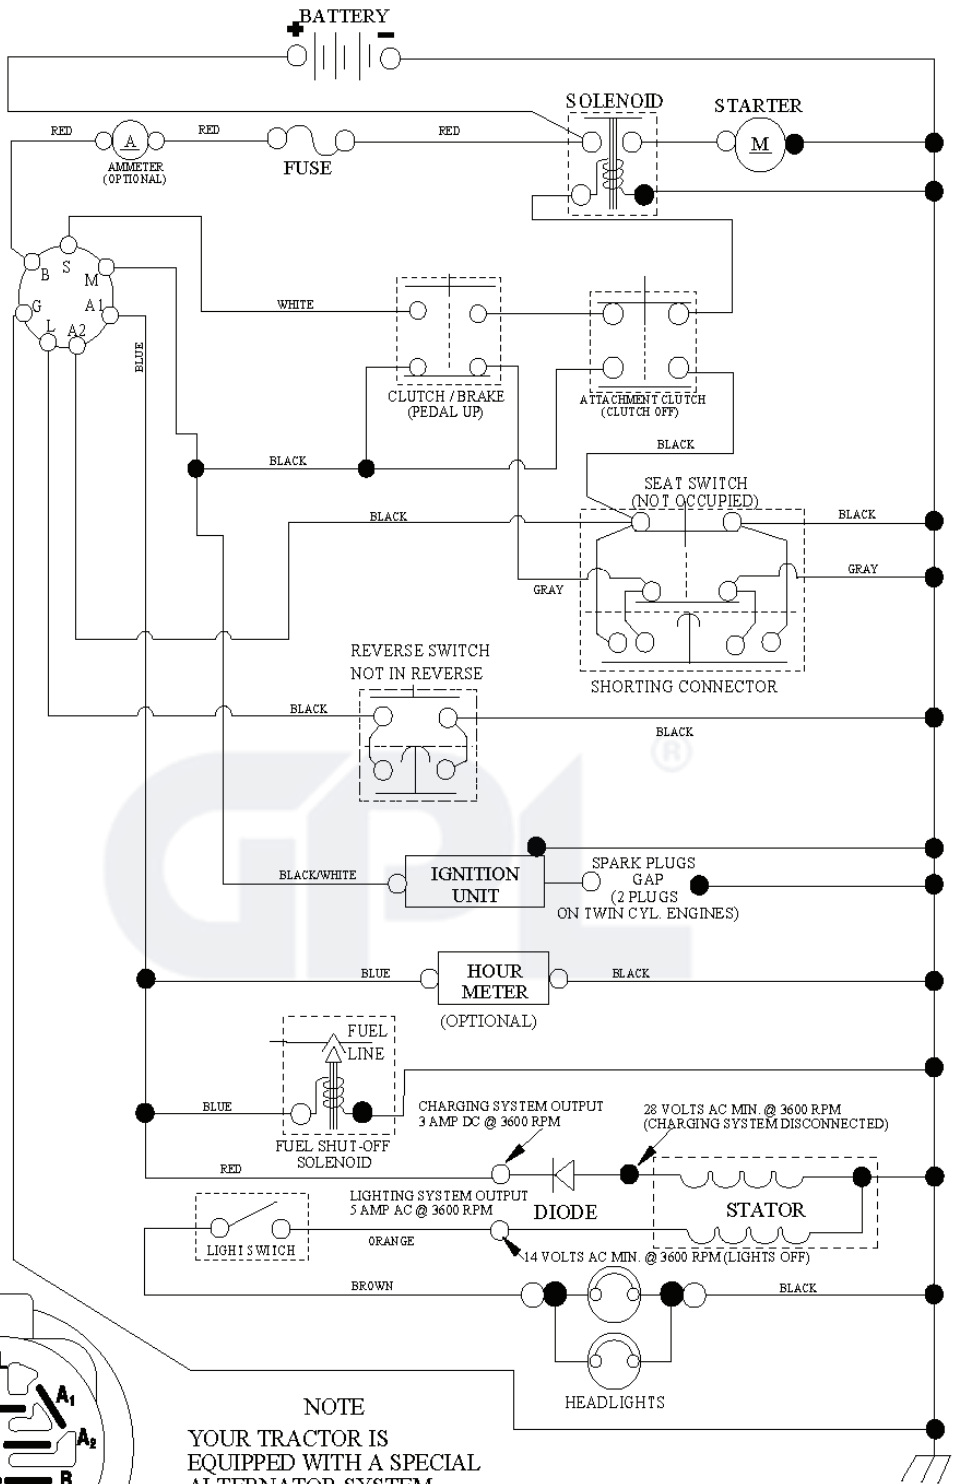 BATTERY
+ -
SOLENOID
STARTER
RED
RED
RED
A
M
AMMETER
(OPTIONAL)
FUSE
B
S
M
G
A1
L
A2
WHITE
BLUE
CLUTCH / BRAKE
(PEDAL UP)
ATTACHMENT CLUTCH
(CLUTCH OFF)
BLACK
BLACK
SEAT SWITCH
(NOT OCCUPIED)
BLACK
BLACK
GRAY
GRAY
REVERSE SWITCH
NOT IN REVERSE
SHORTING CONNECTOR
BLACK
BLACK
GPL®
BLACK/WHITE
IGNITION
UNIT
SPARK PLUGS
GAP
(2 PLUGS
ON TWIN CYL. ENGINES)
BLUE
HOUR
METER
BLACK
(OPTIONAL)
FUEL
LINE
BLUE
FUEL SHUT-OFF
SOLENOID
CHARGING SYSTEM OUTPUT
3 AMP DC @ 3600 RPM
28 VOLTS AC MIN. @ 3600 RPM
(CHARGING SYSTEM DISCONNECTED)
RED
LIGHTING SYSTEM OUTPUT
5 AMP AC @ 3600 RPM
DIODE
STATOR
LIGHT SWITCH
ORANGE
14 VOLTS AC MIN. @ 3600 RPM (LIGHTS OFF)
BROWN
BLACK
HEADLIGHTS
A1
A2
B
NOTE
YOUR TRACTOR IS
EQUIPPED WITH A SPECIAL
ALTERNATOR SYSTEM